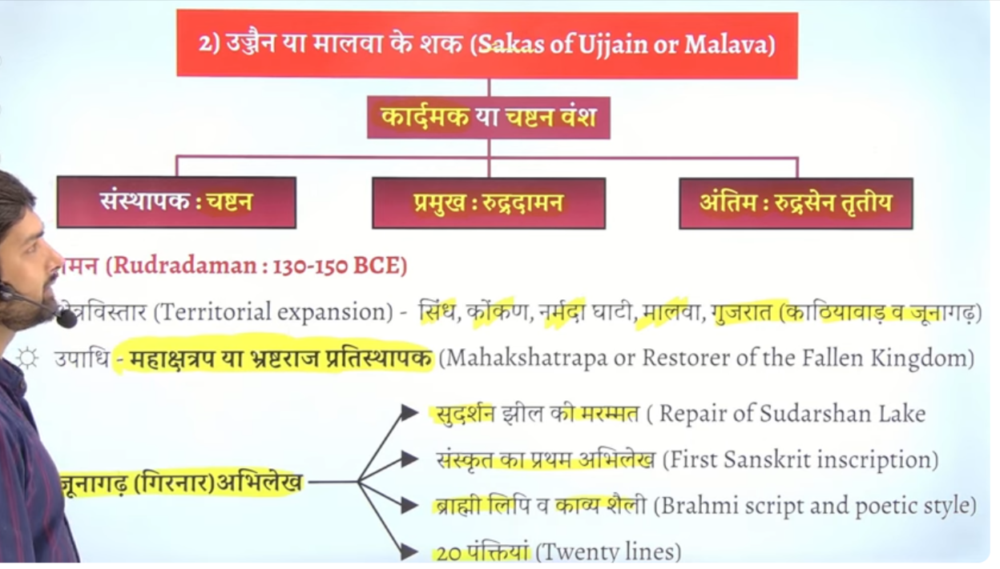 2) उज्जैन या मालवा के शक (Sakas of Ujjain or Malava)
कार्दमक या चष्टन वंश
संस्थापक : चष्टन
प्रमुख : रुद्रदामन
अंतिम : रुद्रसेन तृतीय
मन (Rudradaman : 130-150 BCE)
क्षेत्रविस्तार (Territorial expansion) - सिंध, कोंकण, नर्मदा घाटी, मालवा, गुजरात (काठियावाड़ व जूनागढ़)
उपाधि - महाक्षत्रप या भ्रष्टराज प्रतिस्थापक (Mahakshatrapa or Restorer of the Fallen Kingdom)
जूनागढ़ (गिरनार)अभिलेख
सुदर्शन झील की मरम्मत ( Repair of Sudarshan Lake
संस्कृत का प्रथम अभिलेख (First Sanskrit inscription)
ब्राह्मी लिपि व काव्य शैली (Brahmi script and poetic style)
20 पंक्तियां (Twenty lines)